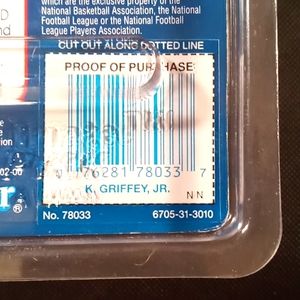 which are the exclusive property of the
National Basketball Association, the National
Football League or the National Football
League Players Association.
CUT OUT ALONG DOTTED LINE
PROOF OF PURCHASE
76281 78033 7
K. GRIFFEY, JR.
NN
No. 78033
6705-31-3010